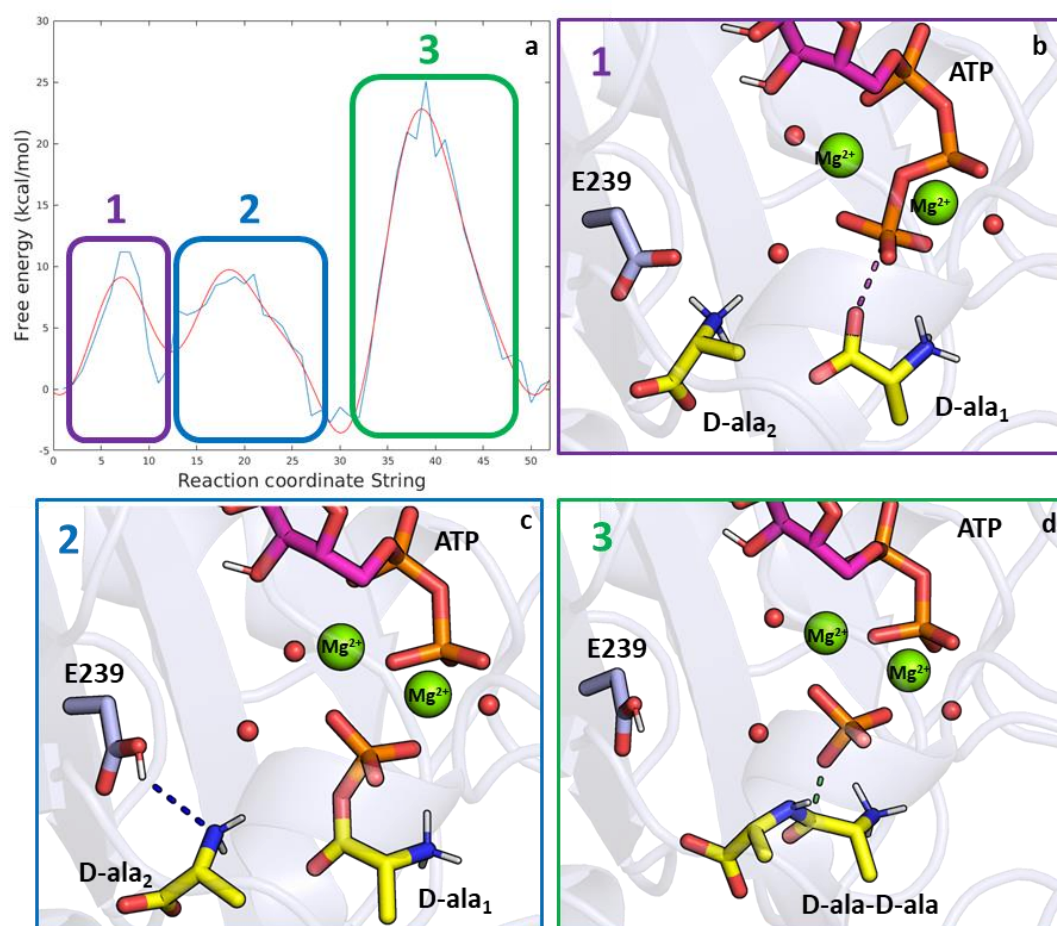 a
1
2
3
30
25
20
15
10
5
0
-5
Free energy (kcal/mol)
0 5 10 15 20 25 30 35 40 45 50
Reaction coordinate String
1
b
ATP
Mg²⁺
Mg²⁺
E239
D-ala₂
D-ala₁
2
c
ATP
Mg²⁺
Mg²⁺
E239
D-ala₂
D-ala₁
3
d
ATP
Mg²⁺
Mg²⁺
E239
D-ala-D-ala